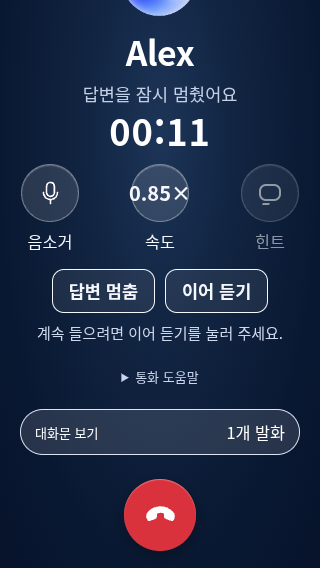 Alex
답변을 잠시 멈췄어요
00:11
0.85×
음소거
속도
힌트
답변 멈춤
이어 듣기
계속 들으려면 이어 듣기를 눌러 주세요.
▶ 통화 도움말
대화문 보기
1개 발화